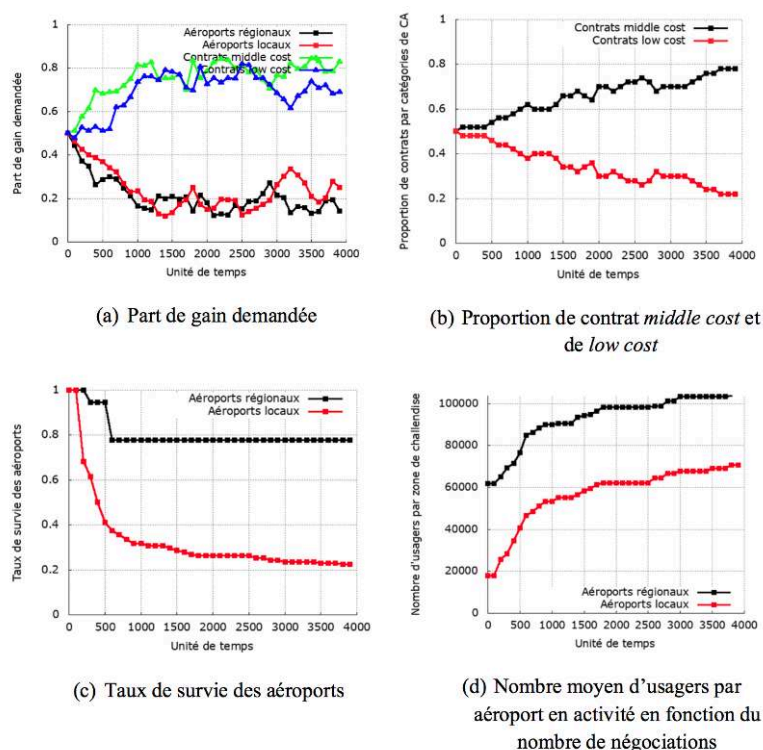 Aéroports régionaux
Aéroports locaux
Contrats middle cost
Contrats low cost
Part de gain demandée
1
0.8
0.6
0.4
0.2
0
0 500 1000 1500 2000 2500 3000 3500 4000
Unité de temps
(a) Part de gain demandée
Contrats middle cost
Contrats low cost
Proportion de contrats par catégories de CA
1
0.8
0.6
0.4
0.2
0
0 500 1000 1500 2000 2500 3000 3500 4000
Unité de temps
(b) Proportion de contrat middle cost et
de low cost
Aéroports régionaux
Aéroports locaux
Taux de survie des aéroports
1
0.8
0.6
0.4
0.2
0
0 500 1000 1500 2000 2500 3000 3500 4000
Unité de temps
(c) Taux de survie des aéroports
Nombre d'usagers par zone de challendise
100000
80000
60000
40000
20000
Aéroports régionaux
Aéroports locaux
0 500 1000 1500 2000 2500 3000 3500 4000
Unité de temps
(d) Nombre moyen d'usagers par
aéroport en activité en fonction du
nombre de négociations